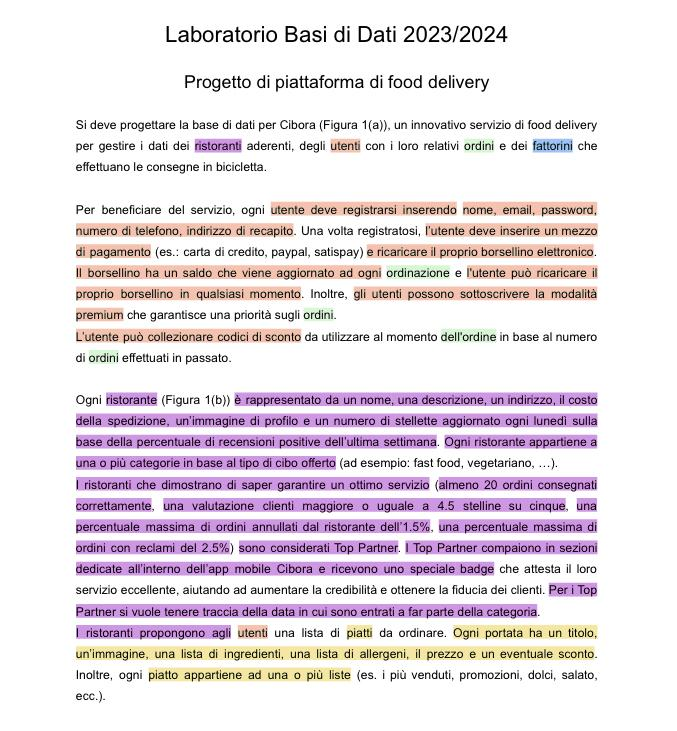 Laboratorio Basi di Dati 2023/2024
Progetto di piattaforma di food delivery
Si deve progettare la base di dati per Cibora (Figura 1(a)), un innovativo servizio di food delivery
per gestire i dati dei ristoranti aderenti, degli utenti con i loro relativi ordini e dei fattorini che
effettuano le consegne in bicicletta.
Per beneficiare del servizio, ogni utente deve registrarsi inserendo nome, email, password,
numero di telefono, indirizzo di recapito. Una volta registratosi, l'utente deve inserire un mezzo
di pagamento (es.: carta di credito, paypal, satispay) e ricaricare il proprio borsellino elettronico.
Il borsellino ha un saldo che viene aggiornato ad ogni ordinazione e l'utente può ricaricare il
proprio borsellino in qualsiasi momento. Inoltre, gli utenti possono sottoscrivere la modalità
premium che garantisce una priorità sugli ordini.
L'utente può collezionare codici di sconto da utilizzare al momento dell'ordine in base al numero
di ordini effettuati in passato.
Ogni ristorante (Figura 1(b)) è rappresentato da un nome, una descrizione, un indirizzo, il costo
della spedizione, un'immagine di profilo e un numero di stellette aggiornato ogni lunedì sulla
base della percentuale di recensioni positive dell'ultima settimana. Ogni ristorante appartiene a
una o più categorie in base al tipo di cibo offerto (ad esempio: fast food, vegetariano, …).
I ristoranti che dimostrano di saper garantire un ottimo servizio (almeno 20 ordini consegnati
correttamente, una valutazione clienti maggiore o uguale a 4.5 stelline su cinque, una
percentuale massima di ordini annullati dal ristorante dell'1.5%, una percentuale massima di
ordini con reclami del 2.5%) sono considerati Top Partner. I Top Partner compaiono in sezioni
dedicate all'interno dell'app mobile Cibora e ricevono uno speciale badge che attesta il loro
servizio eccellente, aiutando ad aumentare la credibilità e ottenere la fiducia dei clienti. Per i Top
Partner si vuole tenere traccia della data in cui sono entrati a far parte della categoria.
I ristoranti propongono agli utenti una lista di piatti da ordinare. Ogni portata ha un titolo,
un'immagine, una lista di ingredienti, una lista di allergeni, il prezzo e un eventuale sconto.
Inoltre, ogni piatto appartiene ad una o più liste (es. i più venduti, promozioni, dolci, salato,
ecc.).